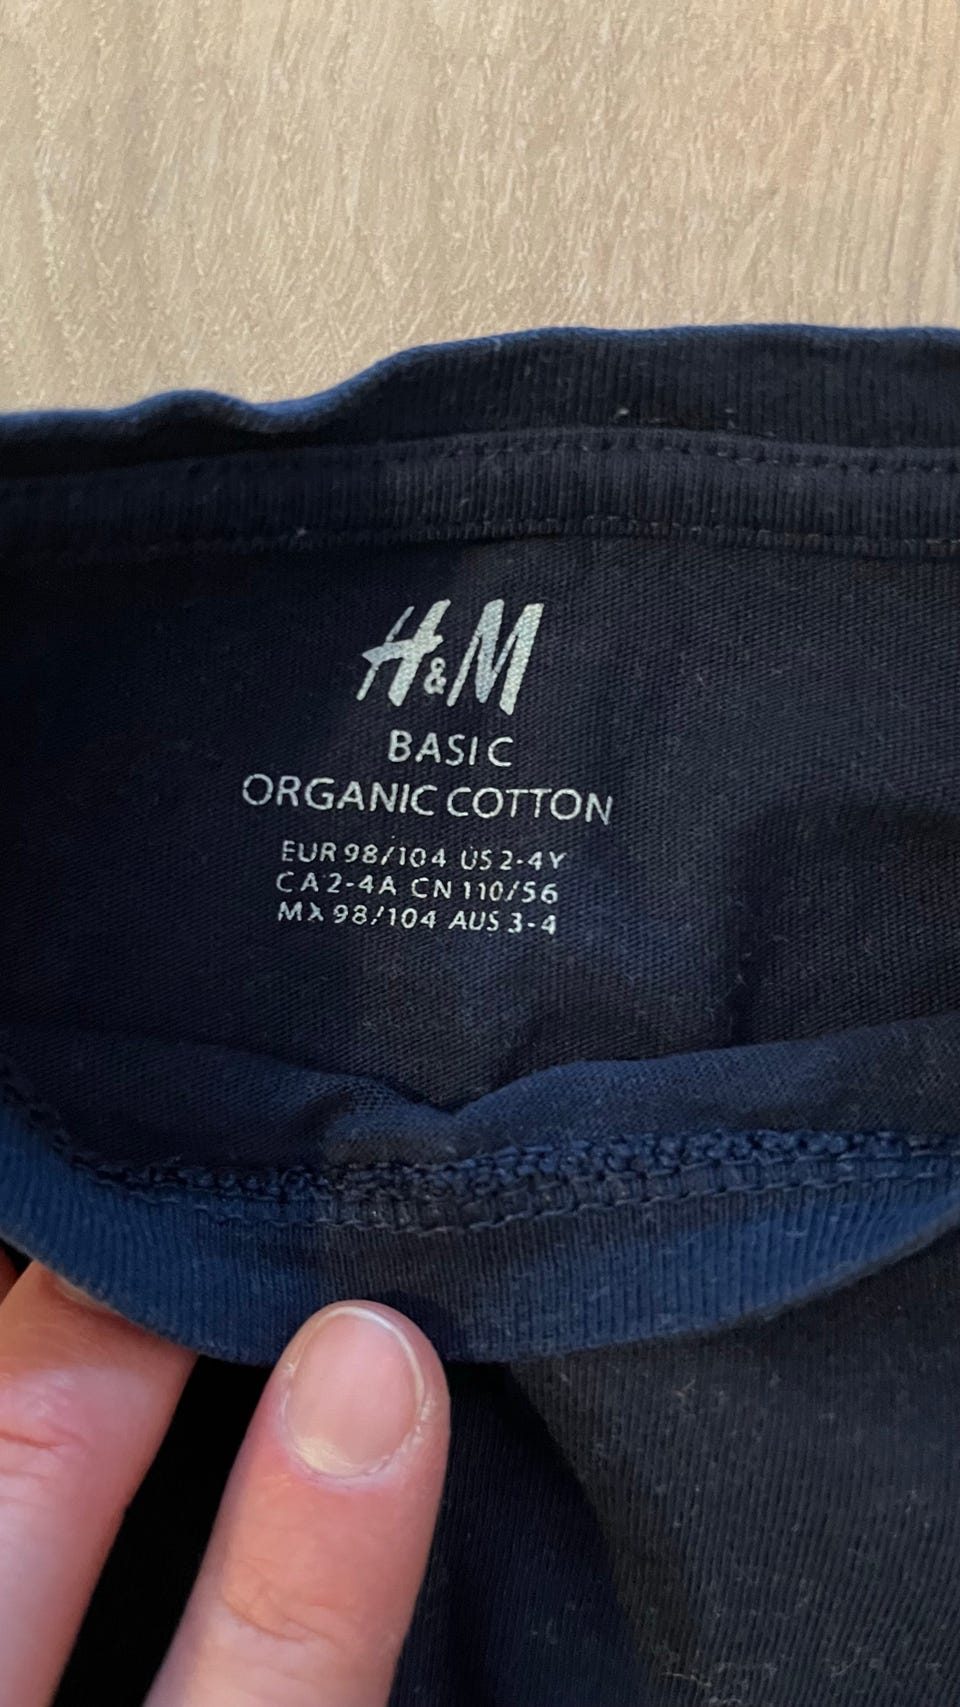 H&M
BASIC
ORGANIC COTTON
EUR 98/104 US 2-4Y
CA 2-4A CN 110/56
MX 98/104 AUS 3-4